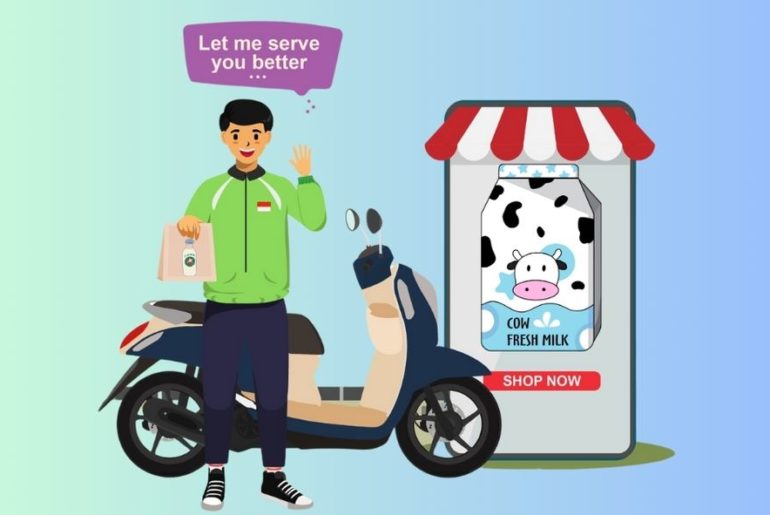 Let me serve
you better
...
COW
FRESH MILK
SHOP NOW